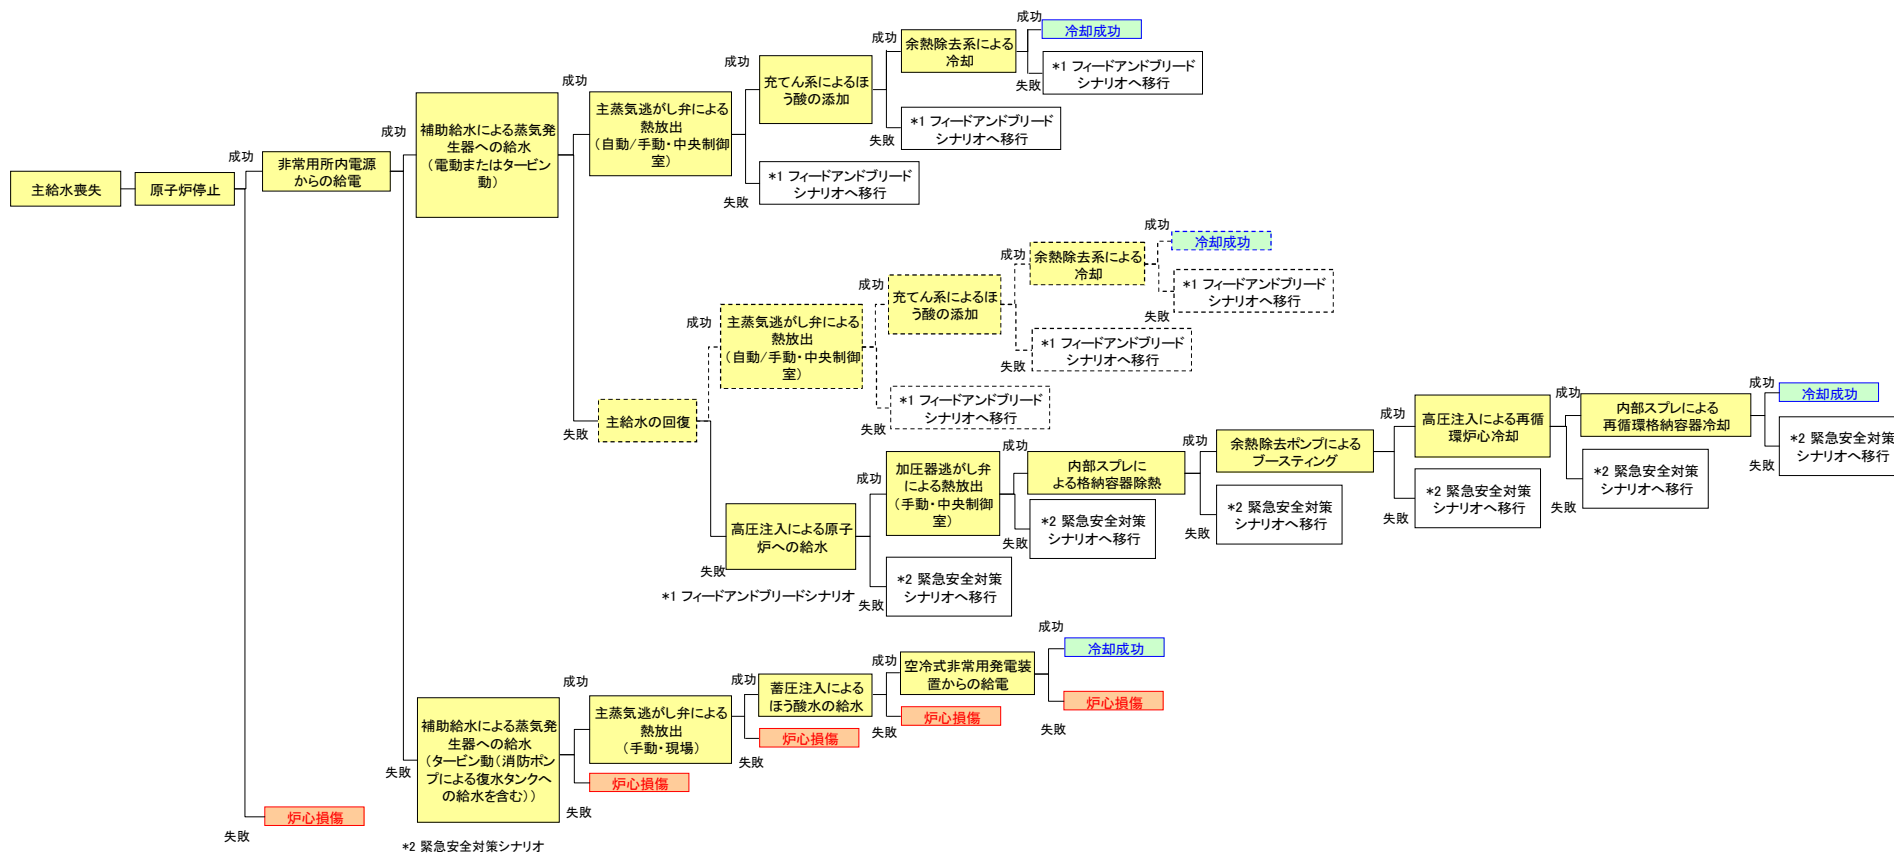 主給水喪失
原子炉停止
成功
非常用所内電源
からの給電
失敗
炉心損傷
成功
補助給水による蒸気発
生器への給水
(電動またはタービン
動)
成功
主蒸気逃がし弁による
熱放出
(自動/手動・中央制御
室)
成功
充てん系によるほ
う酸の添加
成功
余熱除去系による
冷却
成功
冷却成功
失敗
*1 フィードアンドブリード
シナリオへ移行
失敗
*1 フィードアンドブリード
シナリオへ移行
失敗
*1 フィードアンドブリード
シナリオへ移行
失敗
主給水の回復
成功
主蒸気逃がし弁による
熱放出
(自動/手動・中央制御
室)
成功
充てん系によるほ
う酸の添加
成功
余熱除去系による
冷却
成功
冷却成功
失敗
*1 フィードアンドブリード
シナリオへ移行
失敗
*1 フィードアンドブリード
シナリオへ移行
失敗
*1 フィードアンドブリード
シナリオへ移行
失敗
高圧注入による原子
炉への給水
*1 フィードアンドブリードシナリオ
成功
加圧器逃がし弁
による熱放出
(手動・中央制御
室)
失敗
*2 緊急安全対策
シナリオへ移行
成功
内部スプレに
よる格納容器除熱
失敗
*2 緊急安全対策
シナリオへ移行
成功
余熱除去ポンプによる
ブースティング
失敗
*2 緊急安全対策
シナリオへ移行
成功
高圧注入による再循
環炉心冷却
失敗
*2 緊急安全対策
シナリオへ移行
成功
内部スプレによる
再循環格納容器冷却
失敗
*2 緊急安全対策
シナリオへ移行
成功
冷却成功
失敗
*2 緊急安全対策
シナリオへ移行
失敗
補助給水による蒸気発
生器への給水
(タービン動(消防ポン
プによる復水タンクへ
の給水を含む))
*2 緊急安全対策シナリオ
成功
主蒸気逃がし弁による
熱放出
(手動・現場)
失敗
炉心損傷
成功
蓄圧注入による
ほう酸水の給水
失敗
炉心損傷
成功
空冷式非常用発電装
置からの給電
失敗
炉心損傷
成功
冷却成功
失敗
炉心損傷